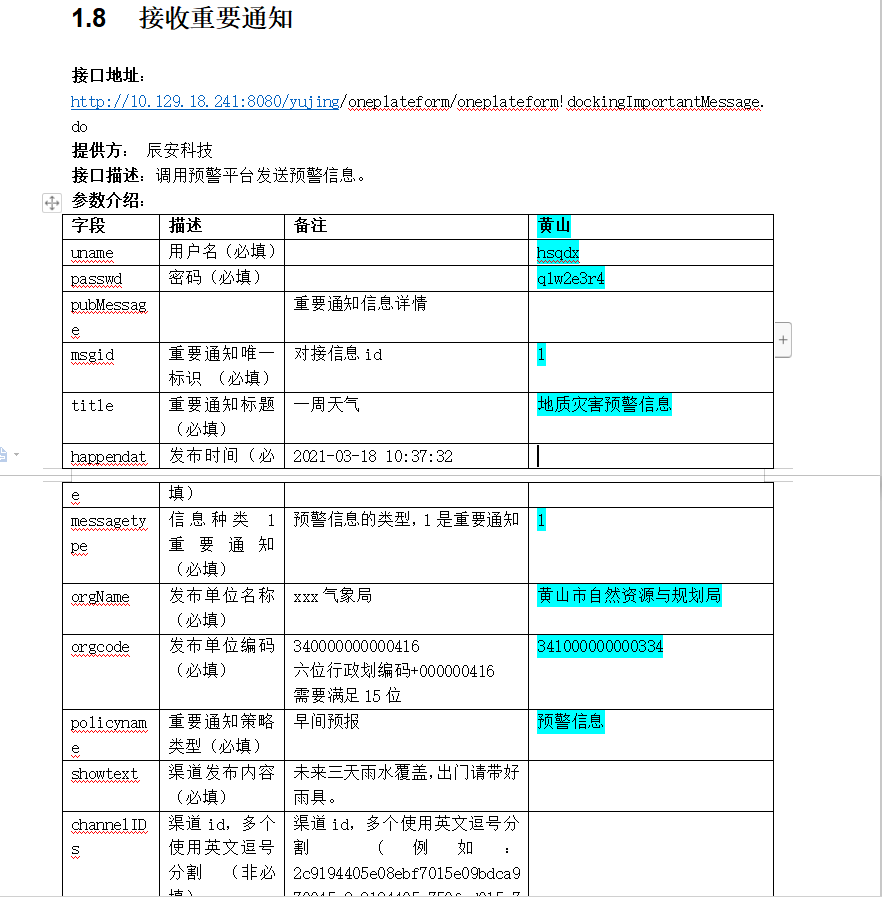 1.8 接收重要通知
接口地址：
http://10.129.18.241:8080/yujing/oneplateform/oneplateform!dockingImportantMessage.
do
提供方： 辰安科技
接口描述：调用预警平台发送预警信息。
参数介绍：
字段 描述 备注 黄山
uname 用户名（必填） hsqdx
passwd 密码（必填） q1w2e3r4
pubMessag 重要通知信息详情
e
msgid 重要通知唯一 对接信息 id 1
标识 （必填）
title 重要通知标题 一周天气 地质灾害预警信息
（必填）
happendat 发布时间（必 2021-03-18 10:37:32
e 填）
messagety 信息种类 1 预警信息的类型，1 是重要通知 1
pe 重要通知
（必填）
orgName 发布单位名称 xxx 气象局 黄山市自然资源与规划局
（必填）
orgcode 发布单位编码 340000000000416 341000000000334
（必填） 六位行政划编码+000000416
需要满足 15 位
policynam 重要通知策略 早间预报 预警信息
e 类型（必填）
showtext 渠道发布内容 未来三天雨水覆盖,出门请带好
（必填） 雨具。
channelID 渠道 id，多个 渠道 id，多个使用英文逗号分
s 使用英文逗号 割 （ 例 如 ：
分割 （非必 2c9194405e08ebf7015e09bdca9
填）